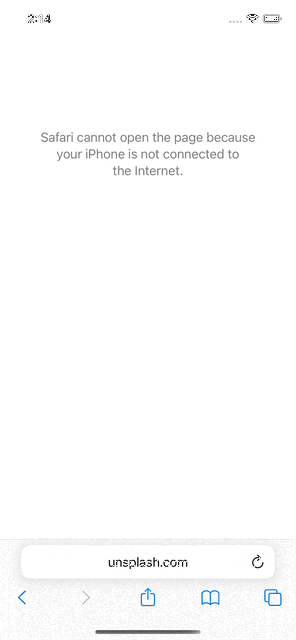 2:14
Safari cannot open the page because
your iPhone is not connected to
the Internet.
unsplash.com